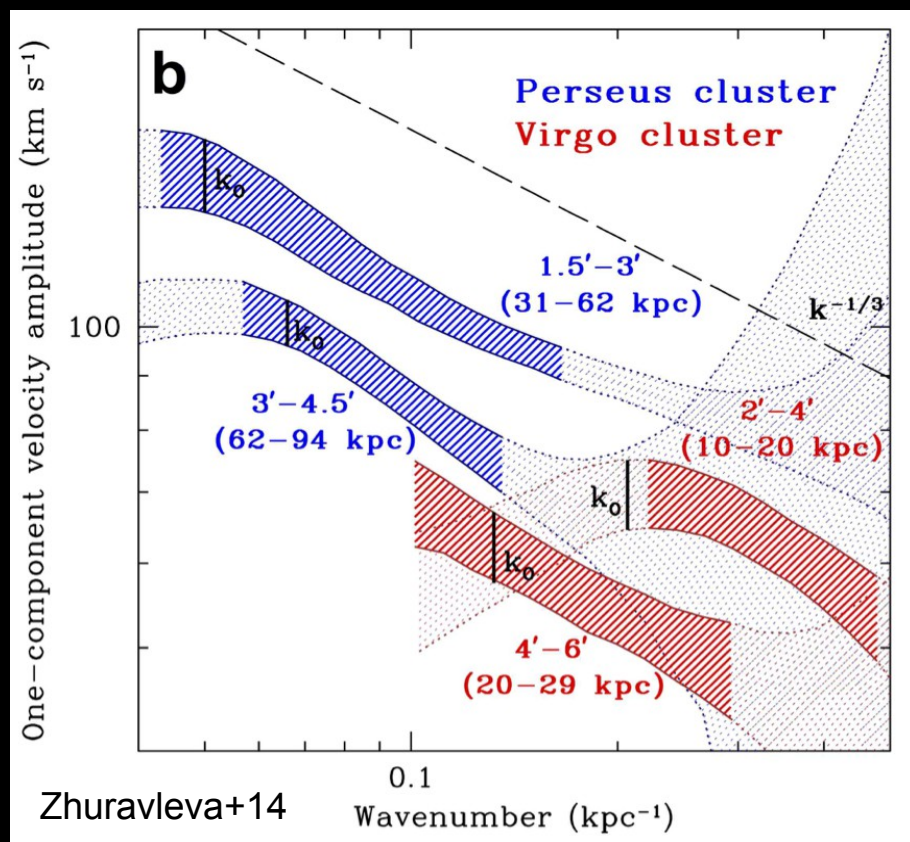 b
Perseus cluster
Virgo cluster
k₀
1.5′−3′
(31−62 kpc)
k⁻¹/³
100
k₀
3′−4.5′
(62−94 kpc)
2′−4′
(10−20 kpc)
k₀
k₀
4′−6′
(20−29 kpc)
One−component velocity amplitude (km s⁻¹)
0.1
Zhuravleva+14
Wavenumber (kpc⁻¹)